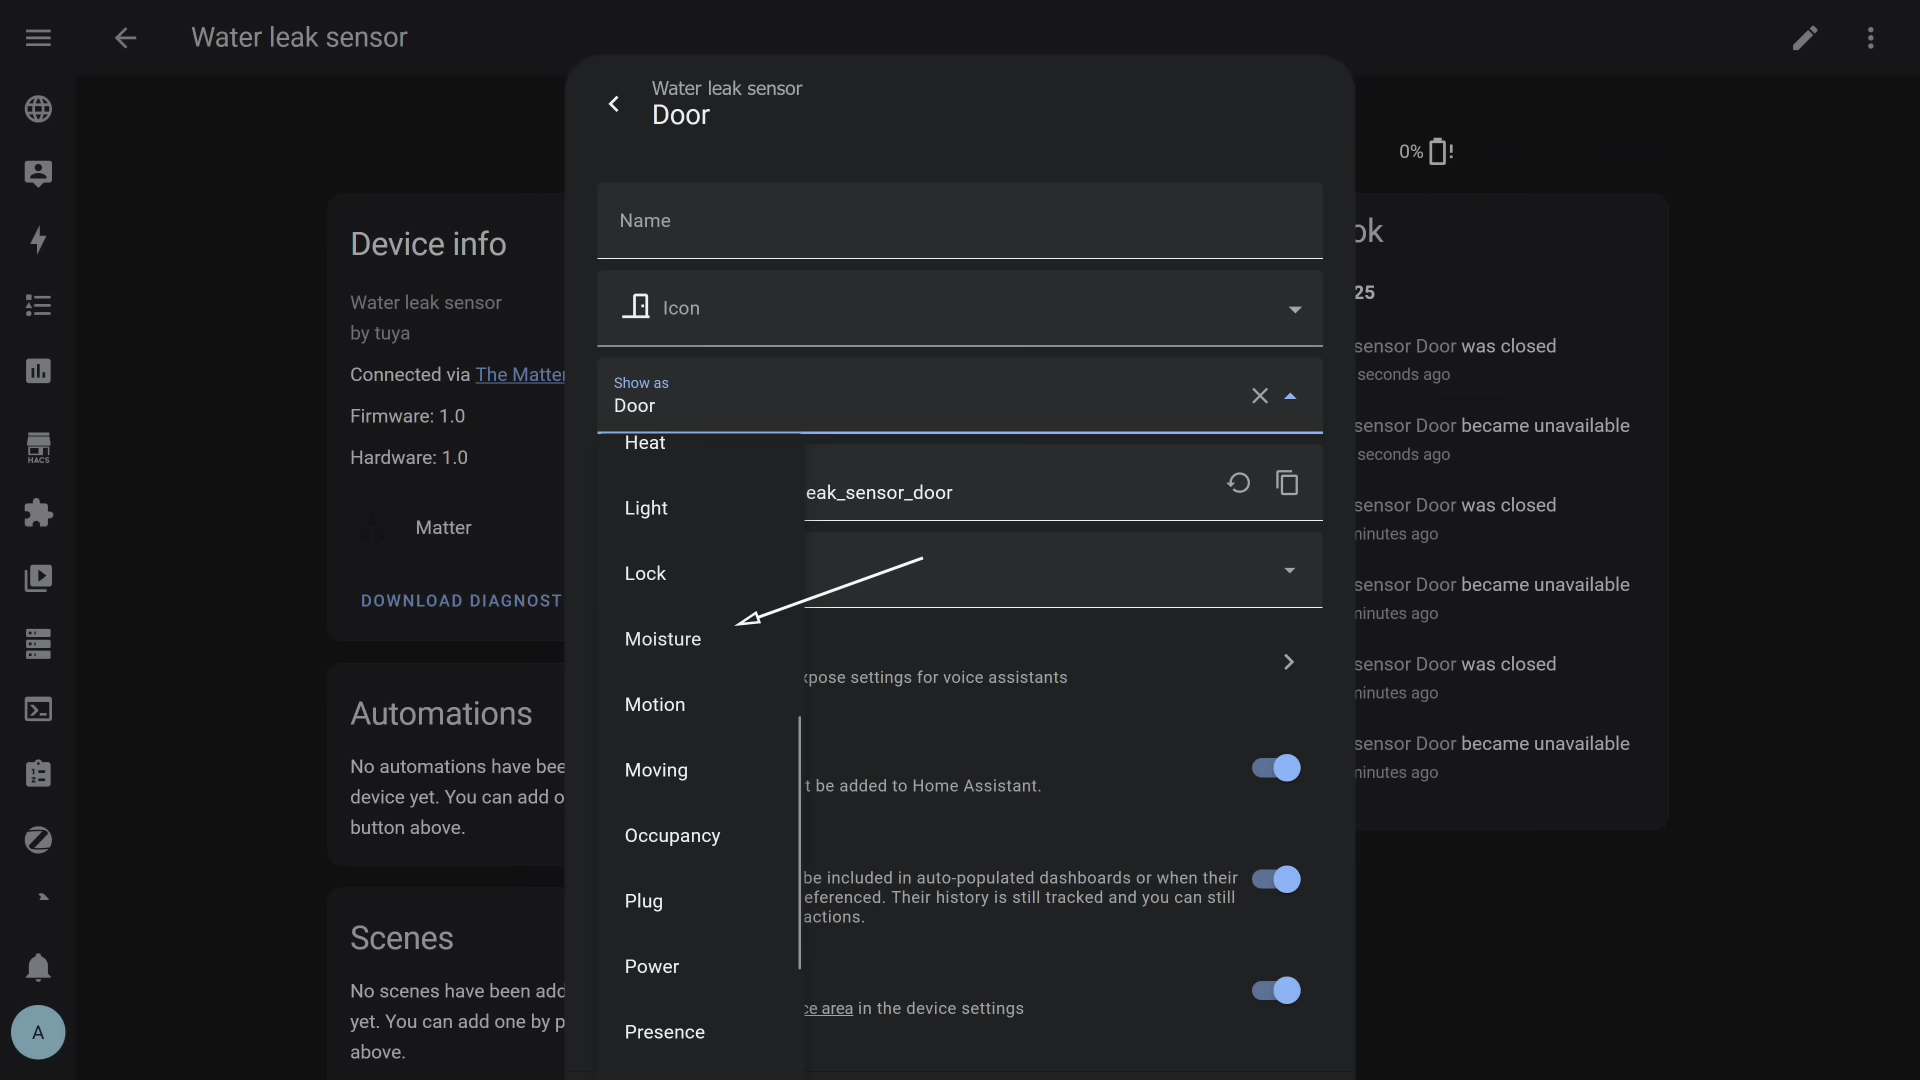 Water leak sensor
Water leak sensor
Door
0%
Name
Device info
ok
Icon
25
Water leak sensor
by tuya
sensor Door was closed
seconds ago
Connected via The Matter
Show as
Door
Firmware: 1.0
sensor Door became unavailable
seconds ago
HACS
Hardware: 1.0
Heat
eak_sensor_door
Light
sensor Door was closed
minutes ago
Matter
Lock
sensor Door became unavailable
minutes ago
DOWNLOAD DIAGNOST
Moisture
xpose settings for voice assistants
sensor Door was closed
minutes ago
Motion
Automations
sensor Door became unavailable
minutes ago
No automations have bee
device yet. You can add o
button above.
Moving
t be added to Home Assistant.
Occupancy
be included in auto-populated dashboards or when their
eferenced. Their history is still tracked and you can still
actions.
Plug
Scenes
Power
No scenes have been add
yet. You can add one by p
above.
ce area in the device settings
Presence
A